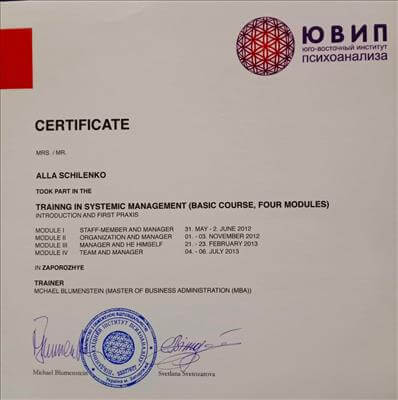 ЮВИП
юго-восточный институт
ПСИХОАНАЛИЗА
CERTIFICATE
MRS. / MR.
ALLA SCHILENKO
TOOK PART IN THE
TRAINNG IN SYSTEMIC MANAGEMENT (BASIC COURSE, FOUR MODULES)
INTRODUCTION AND FIRST PRAXIS
MODULE I STAFF-MEMBER AND MANAGER 31. MAY - 2. JUNE 2012
MODULE II ORGANIZATION AND MANAGER 01. - 03. NOVEMBER 2012
MODULE III MANAGER AND HE HIMSELF 21. - 23. FEBRUARY 2013
MODULE IV TEAM AND MANAGER 04. - 06. JULY 2013
IN ZAPOROZHYE
TRAINER
MCHAEL BLUMENSTEIN (MASTER OF BUSINESS ADMINISTRATION (MBA))
Michael Blumenstein Svetlana Svetozatova